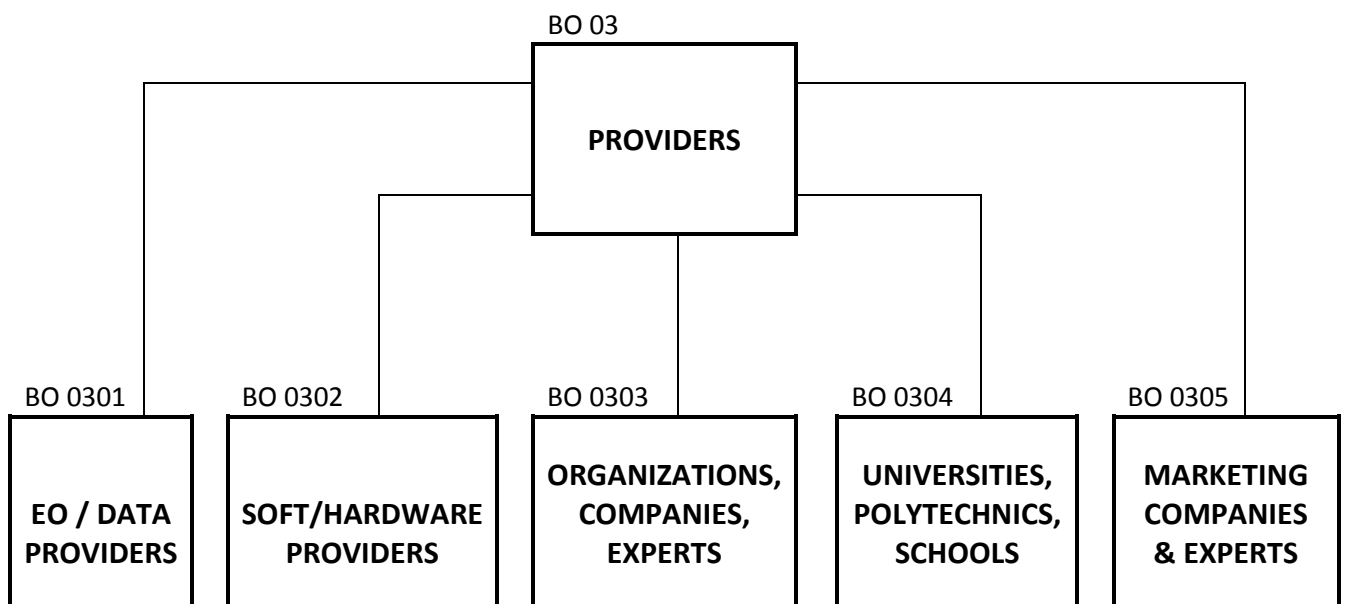 BO 03
PROVIDERS
BO 0301
BO 0302
BO 0303
BO 0304
BO 0305
EO / DATA
PROVIDERS
SOFT/HARDWARE
PROVIDERS
ORGANIZATIONS,
COMPANIES,
EXPERTS
UNIVERSITIES,
POLYTECHNICS,
SCHOOLS
MARKETING
COMPANIES
& EXPERTS